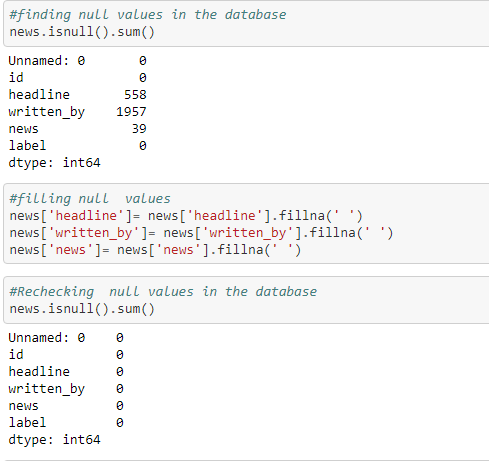 #finding null values in the database
news.isnull().sum()
Unnamed: 0 0
id 0
headline 558
written_by 1957
news 39
label 0
dtype: int64
#filling null  values
news['headline']= news['headline'].fillna(' ')
news['written_by']= news['written_by'].fillna(' ')
news['news']= news['news'].fillna(' ')
#Rechecking  null values in the database
news.isnull().sum()
Unnamed: 0 0
id 0
headline 0
written_by 0
news 0
label 0
dtype: int64